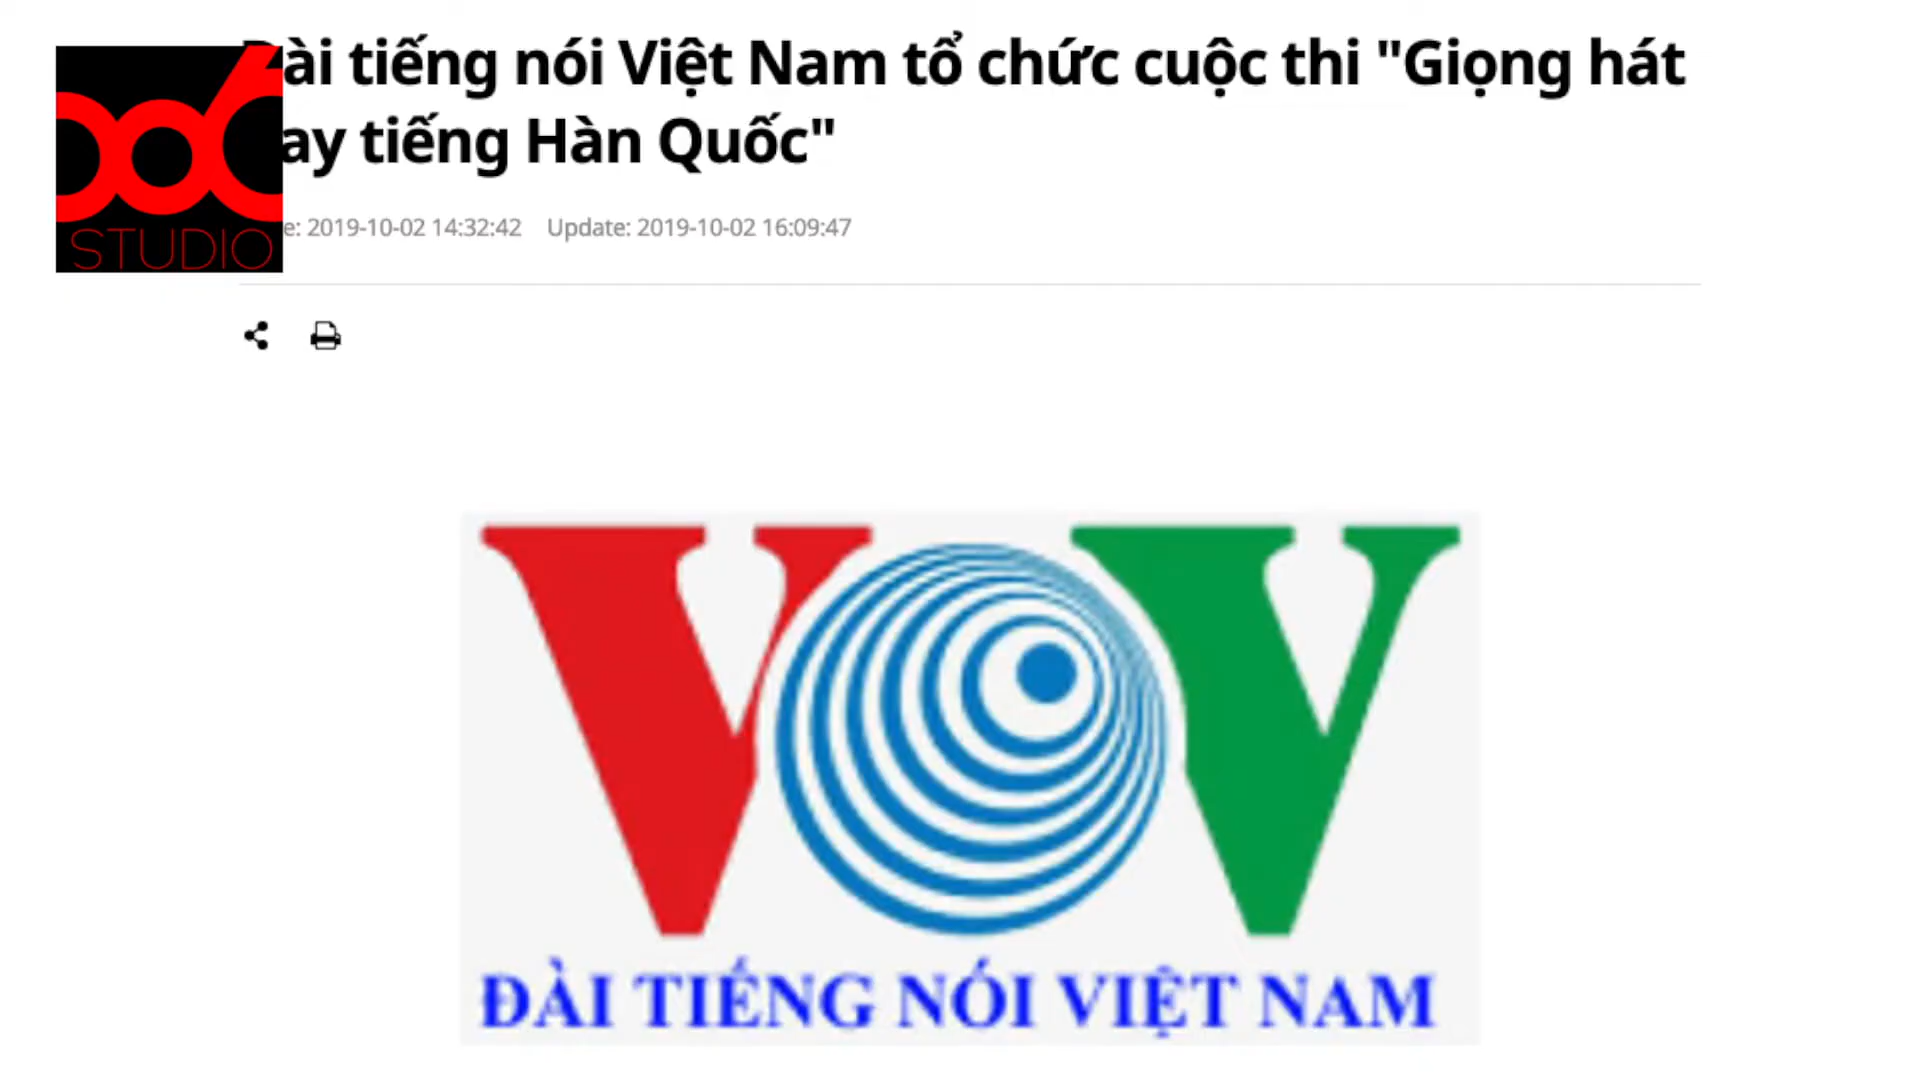 ài tiếng nói Việt Nam tổ chức cuộc thi "Giọng hát
ay tiếng Hàn Quốc"
e: 2019-10-02 14:32:42 Update: 2019-10-02 16:09:47
STUDIO
VOV
ĐÀI TIẾNG NÓI VIỆT NAM